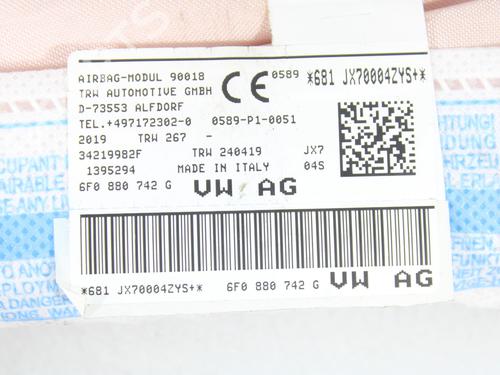 AIRBAG-MODUL 90018
TRW AUTOMOTIVE GMBH
D-73553 ALFDORF
CE 0589
*681 JX70004ZYS+*
TEL.+497172302-0 0589-P1-0051
2019 TRW 267 -
34219982F TRW 240419 JX7
1395294 MADE IN ITALY 04S
6F0 880 742 G VW AG
*681 JX70004ZYS+* 6F0 880 742 G VW AG